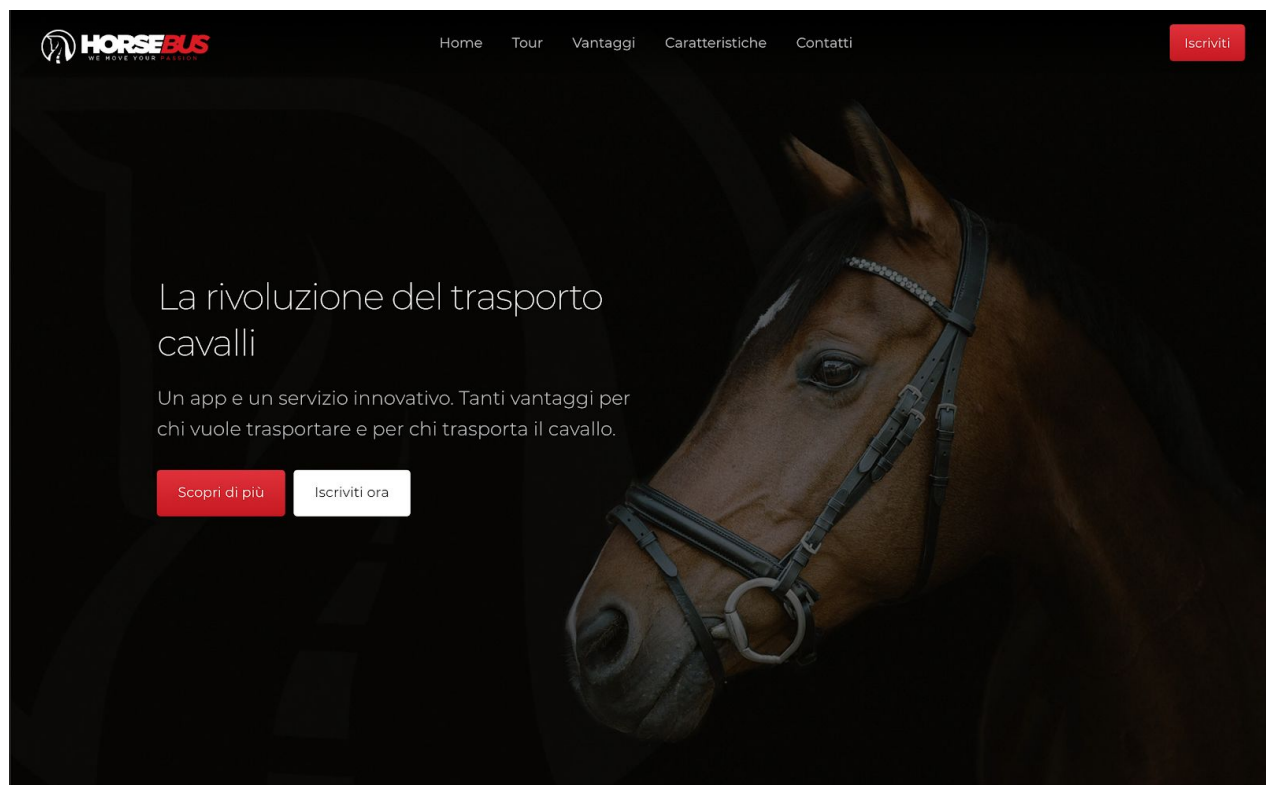 HORSEBUS
WE MOVE YOUR PASSION
Home
Tour
Vantaggi
Caratteristiche
Contatti
Iscriviti
La rivoluzione del trasporto
cavalli
Un app e un servizio innovativo. Tanti vantaggi per
chi vuole trasportare e per chi trasporta il cavallo.
Scopri di più
Iscriviti ora